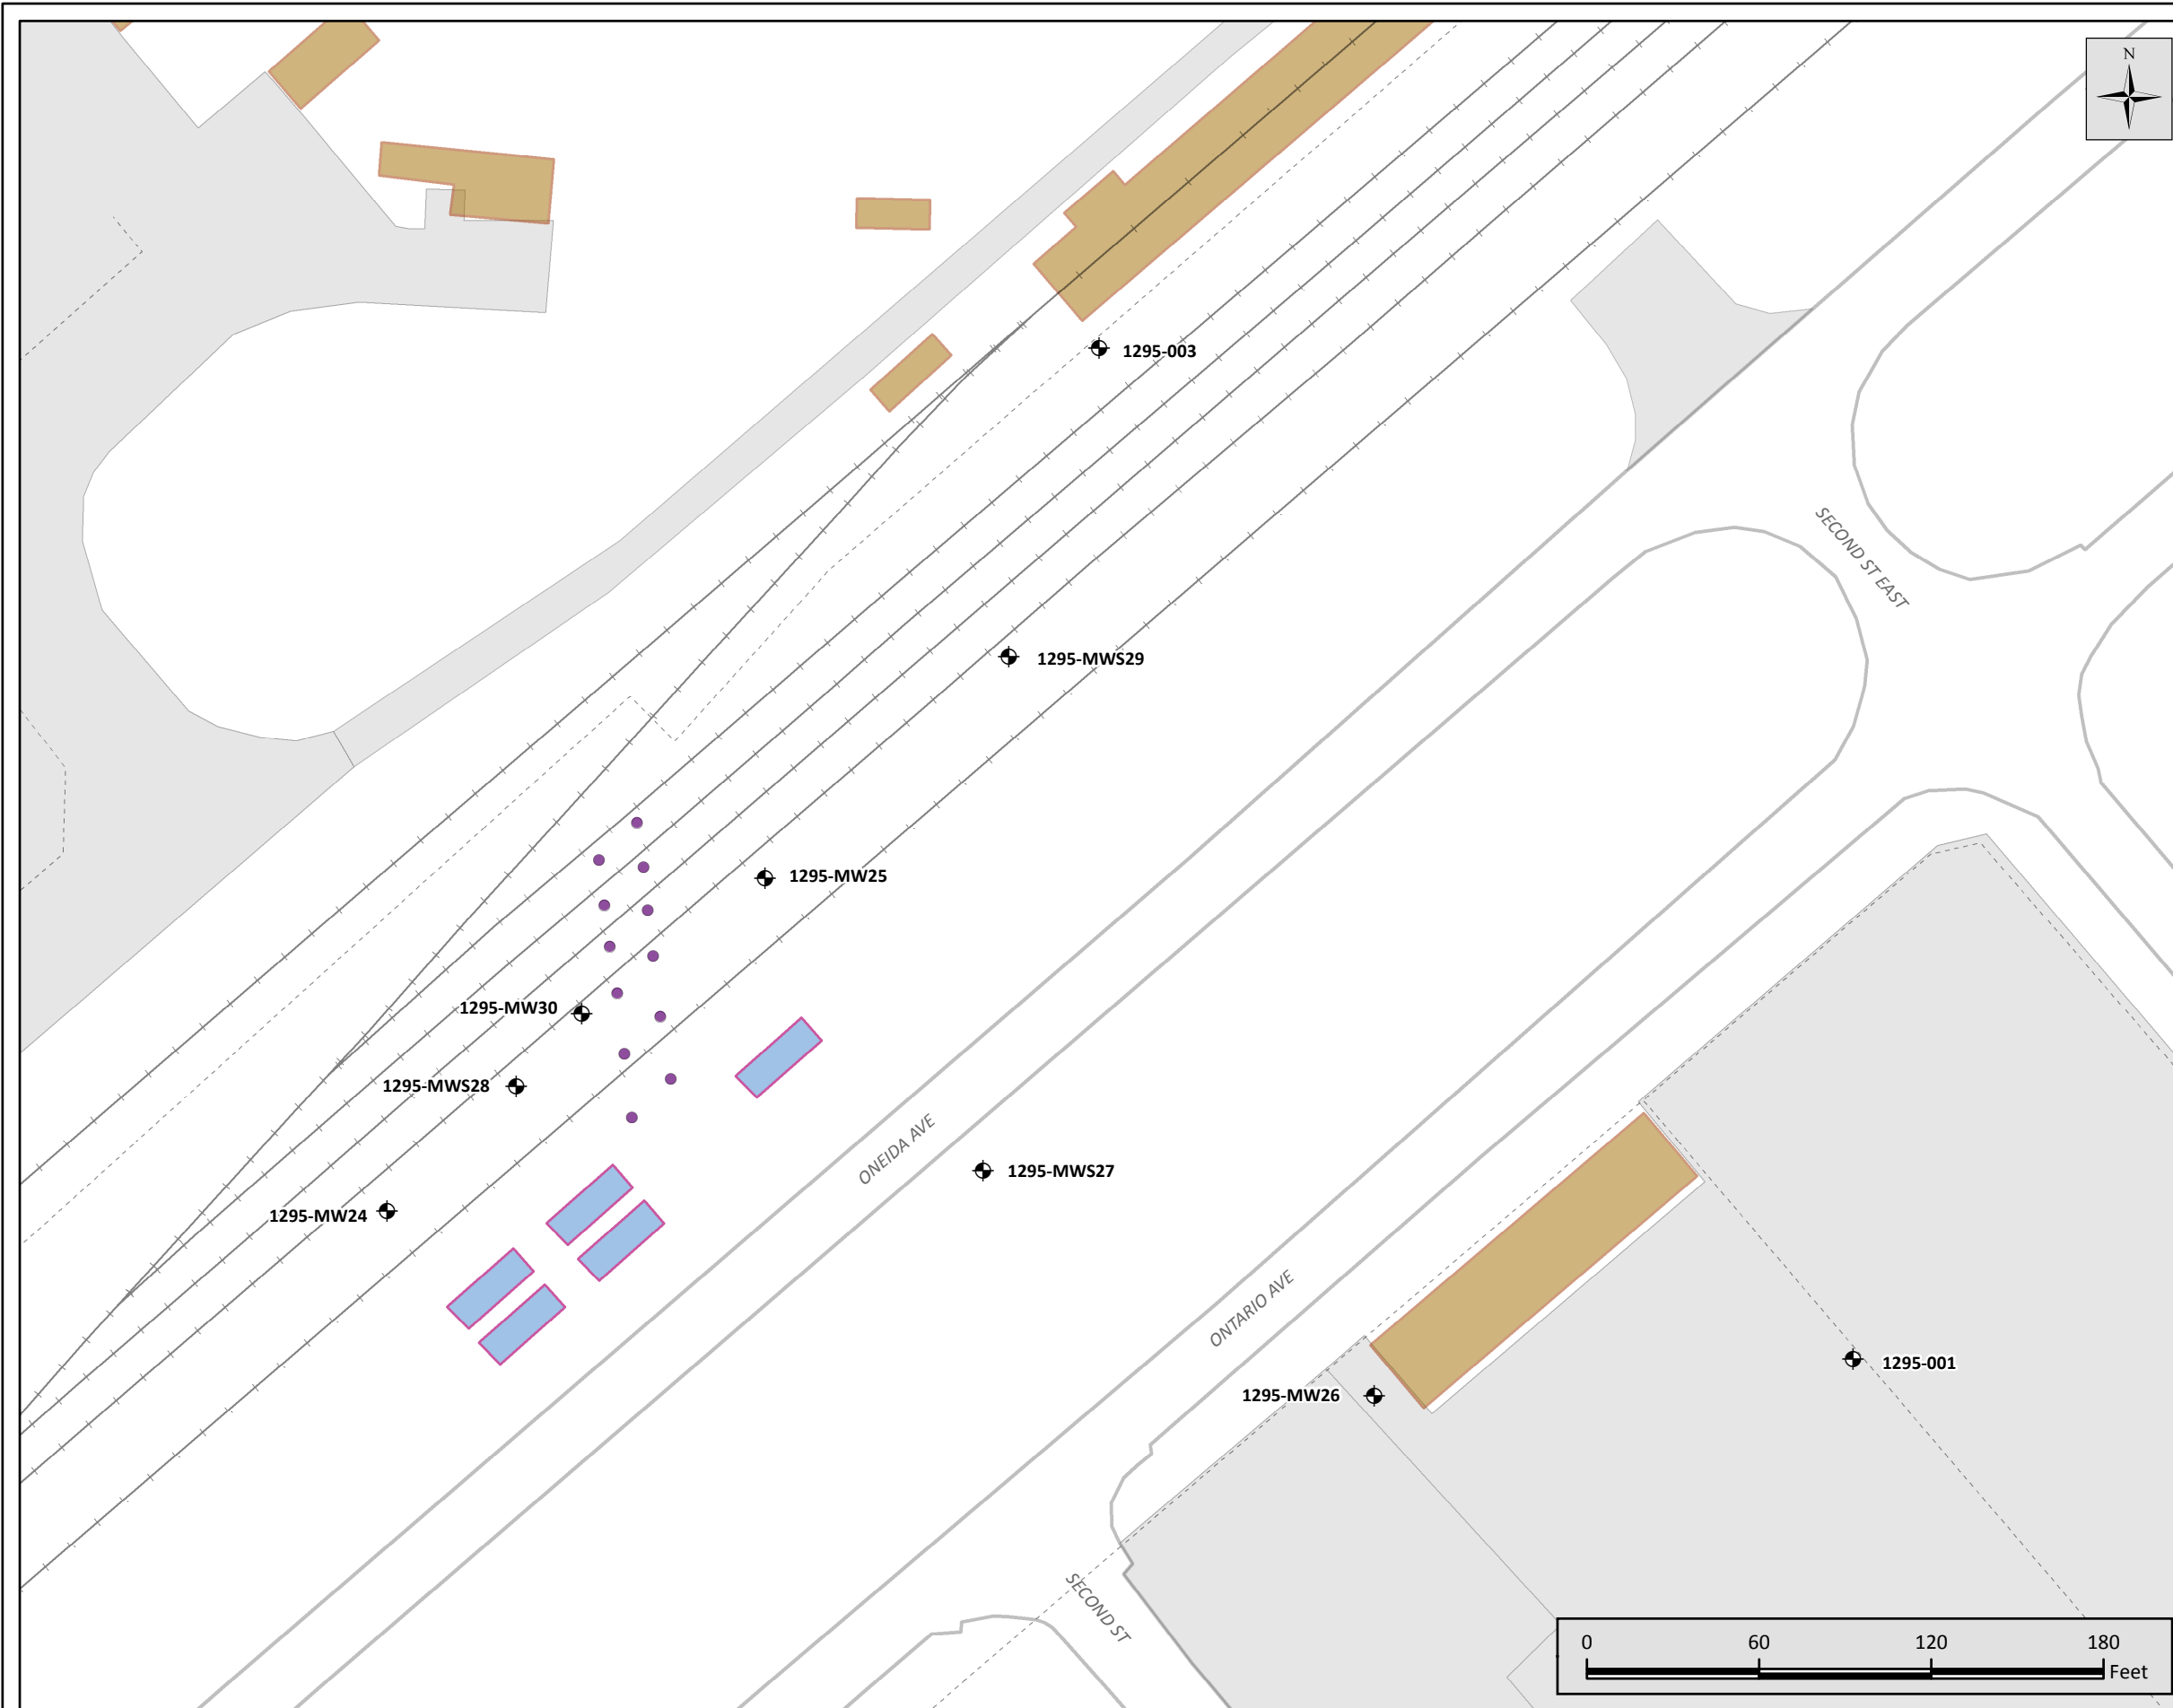 N
1295-003
SECOND ST EAST
1295-MWS29
1295-MW25
1295-MW30
1295-MWS28
ONEIDA AVE
1295-MWS27
1295-MW24
ONTARIO AVE
1295-001
1295-MW26
SECOND ST
0 60 120 180
Feet